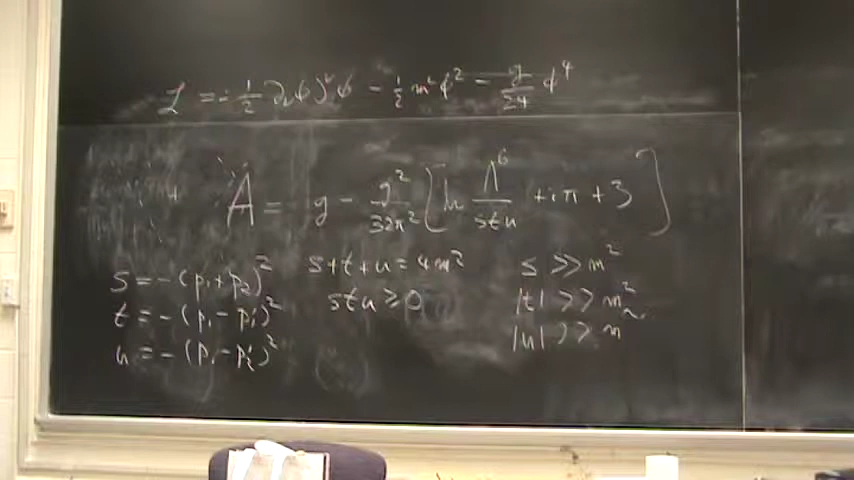 ℒ = -½ ∂μφ ∂^μφ - ½ m²φ² - g/24 φ⁴
A = g - g²/32π² [ln Λ⁶/stu + iπ + 3]
s = -(p₁+p₂)² s+t+u = 4m² s >> m²
t = -(p₁-p₁')² stu ≥ 0 |t| >> m²
u = -(p₁-p₂')² |u| >> m²